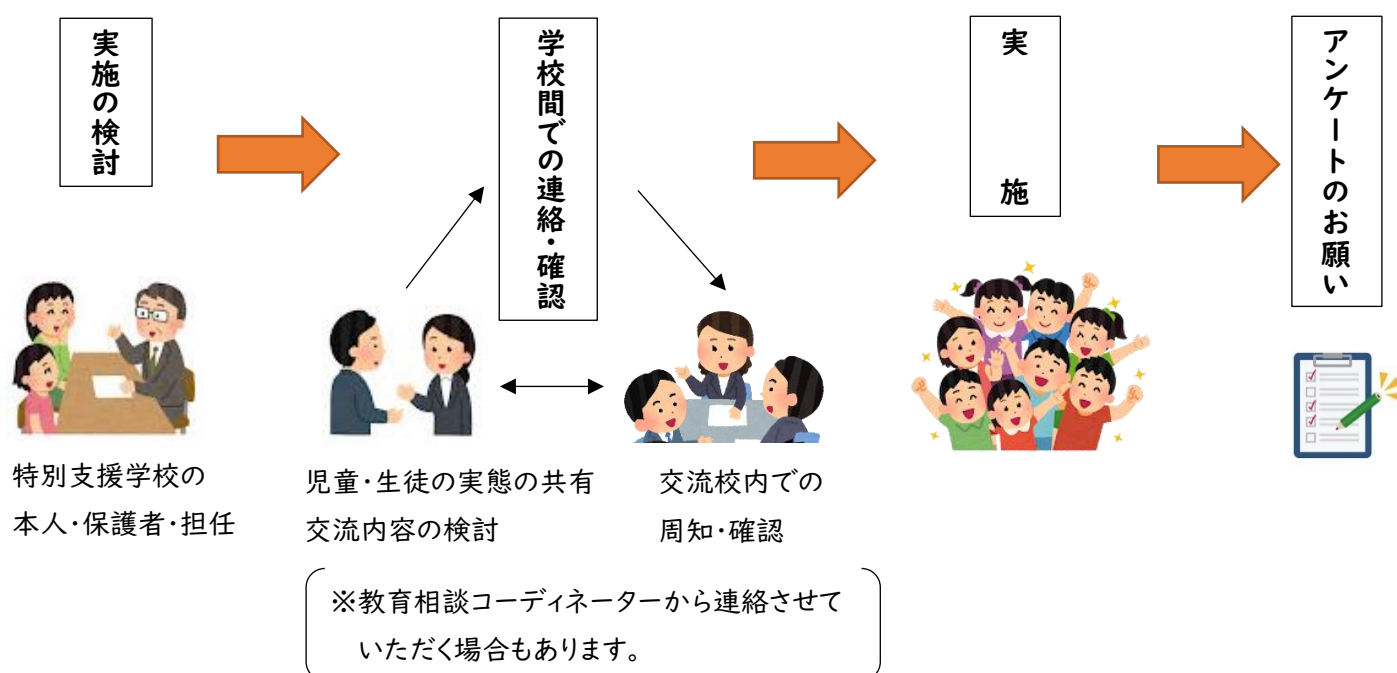 実施の検討
学校間での連絡・確認
実施
アンケートのお願い
特別支援学校の
本人・保護者・担任
児童・生徒の実態の共有
交流内容の検討
交流校内での
周知・確認
※教育相談コーディネーターから連絡させて
いただく場合もあります。